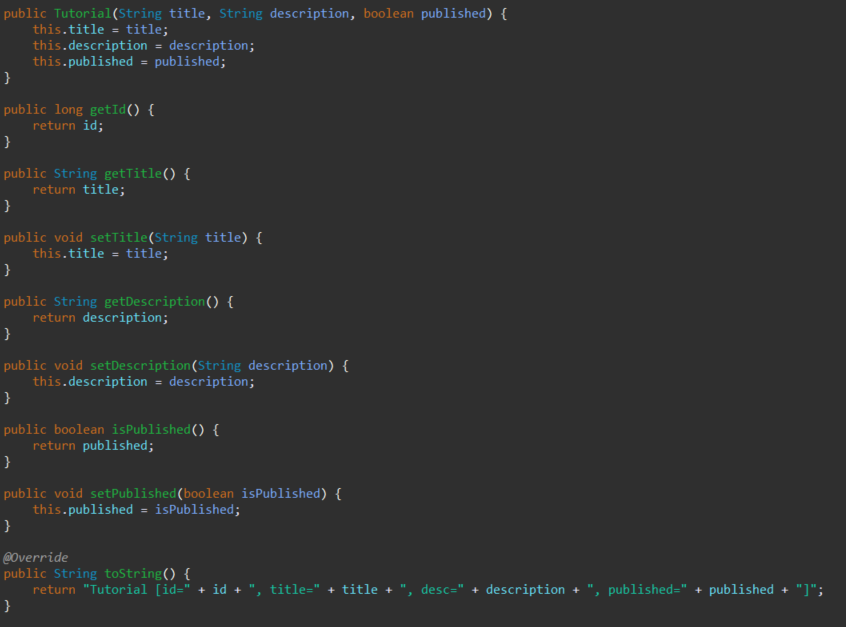 public Tutorial(String title, String description, boolean published) {
    this.title = title;
    this.description = description;
    this.published = published;
}

public long getId() {
    return id;
}

public String getTitle() {
    return title;
}

public void setTitle(String title) {
    this.title = title;
}

public String getDescription() {
    return description;
}

public void setDescription(String description) {
    this.description = description;
}

public boolean isPublished() {
    return published;
}

public void setPublished(boolean isPublished) {
    this.published = isPublished;
}

@Override
public String toString() {
    return "Tutorial [id=" + id + ", title=" + title + ", desc=" + description + ", published=" + published + "]";
}